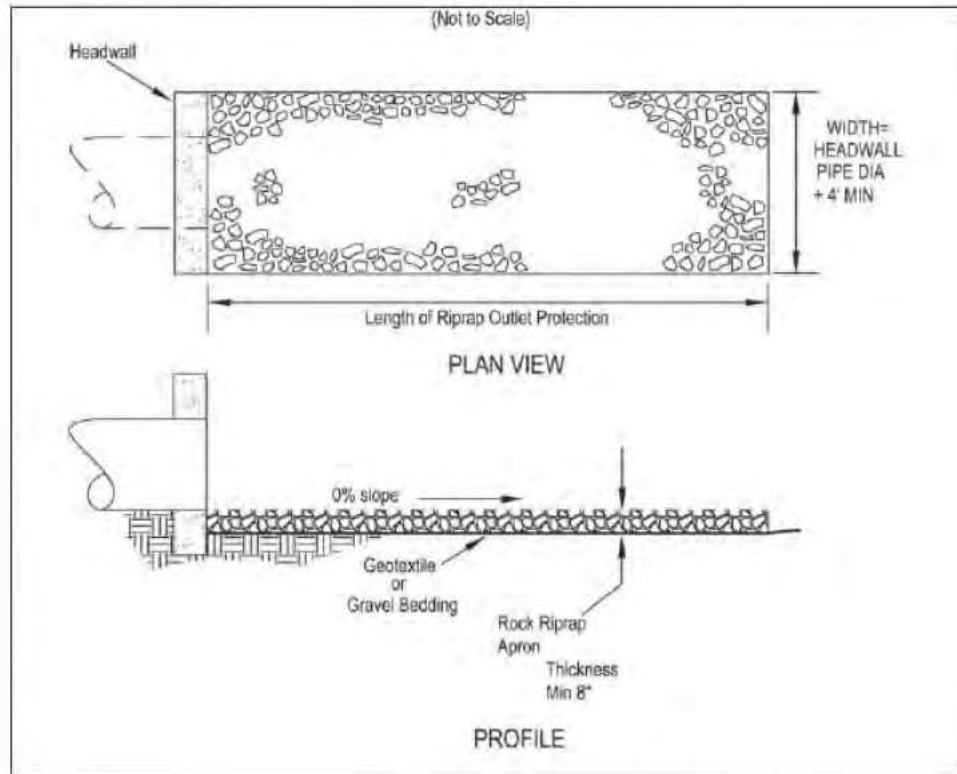 (Not to Scale)
Headwall
WIDTH=
HEADWALL
PIPE DIA
+ 4' MIN
Length of Riprap Outlet Protection
PLAN VIEW
0% slope
Geotextile
or
Gravel Bedding
Rock Riprap
Apron
Thickness
Min 8"
PROFILE